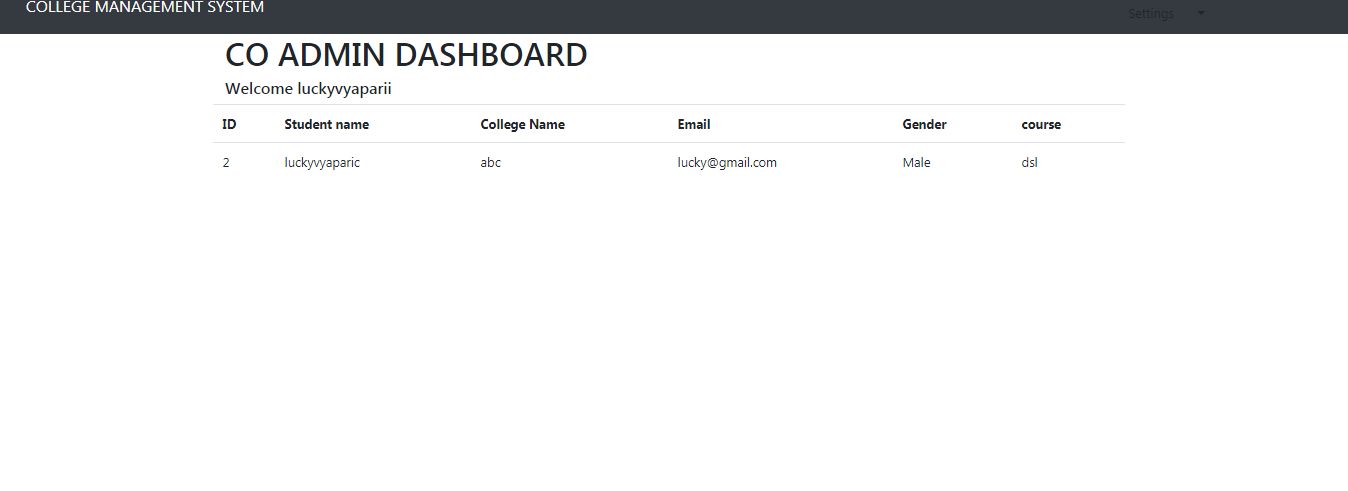 COLLEGE MANAGEMENT SYSTEM
Settings
CO ADMIN DASHBOARD
Welcome luckyvyaparii
ID Student name College Name Email Gender course
2 luckyvyaparic abc lucky@gmail.com Male dsl